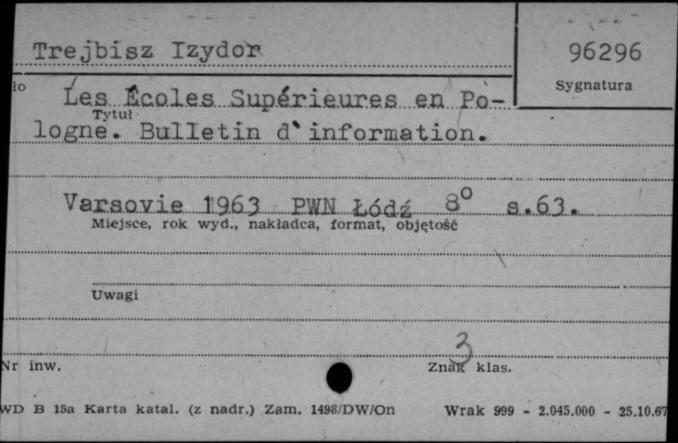 Trejbisz Izydor
96296
Sygnatura
ło
Les Écoles Supérieures en Po-
Tytuł
logne. Bulletin d'information.
Varsovie 1963 PWN Łódź 8° s.63.
Miejsce, rok wyd., nakładca, format, objętość
Uwagi
3
Nr inw.
Znak klas.
WD B 15a Karta katal. (z nadr.) Zam. 1498/DW/On Wrak 999 - 2.045.000 - 25.10.67